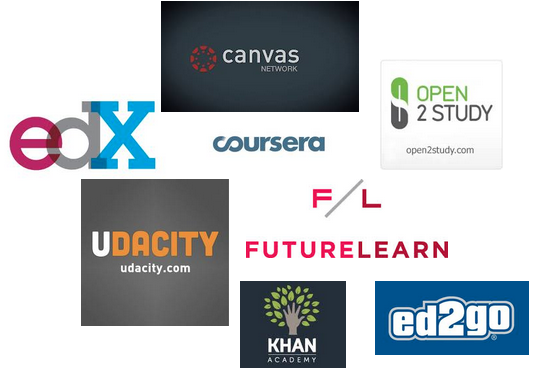 canvas
NETWORK
OPEN
2 STUDY
open2study.com
edX
coursera
F/L
FUTURELEARN
UDACITY
udacity.com
KHAN
ACADEMY
ed2go®